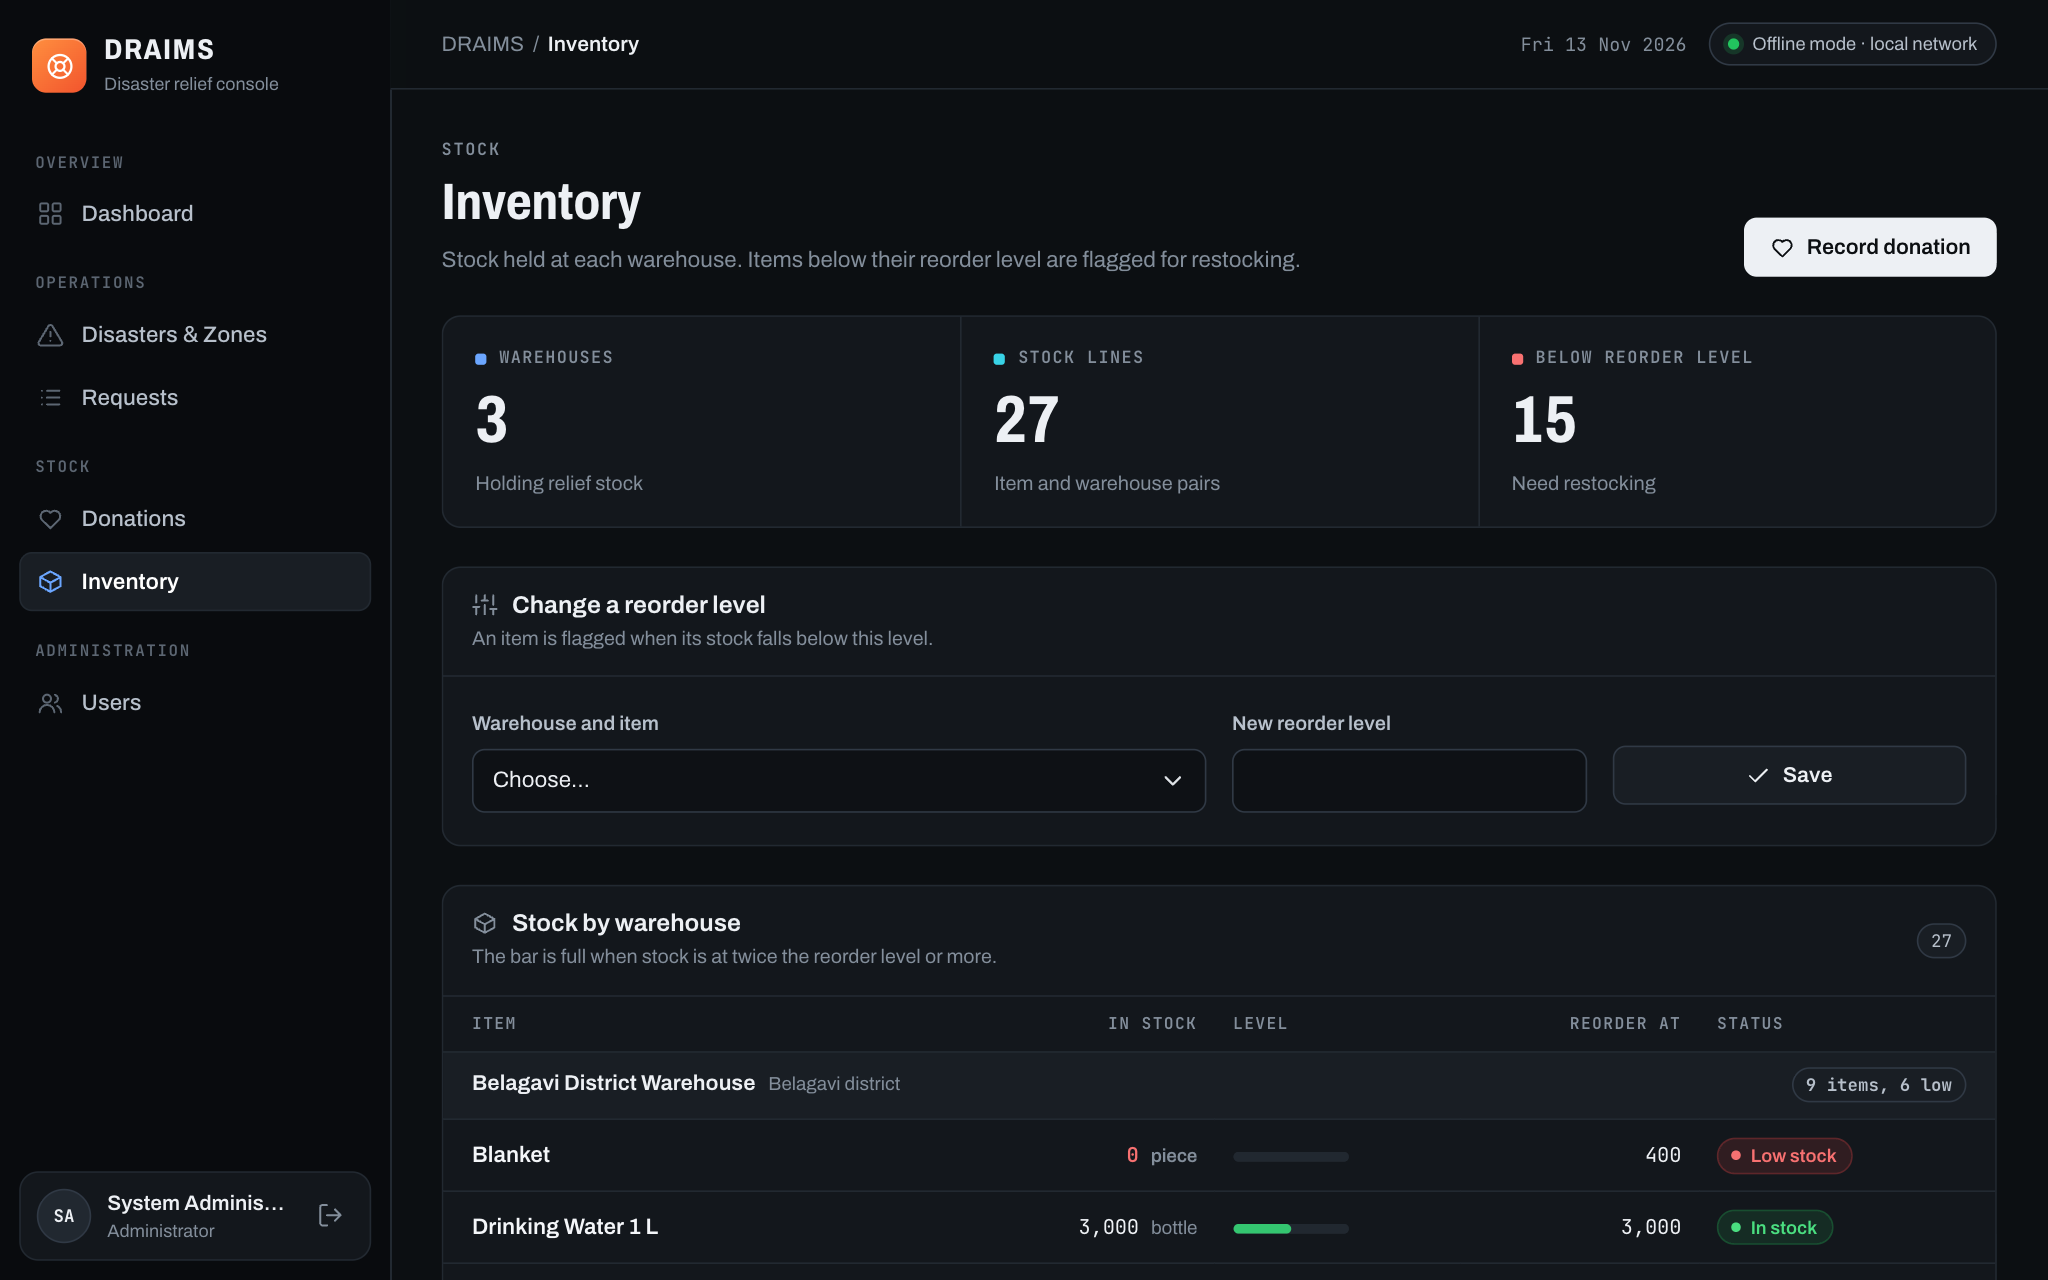 DRAIMS
Disaster relief console
OVERVIEW
Dashboard
OPERATIONS
Disasters & Zones
Requests
STOCK
Donations
Inventory
ADMINISTRATION
Users
SA
System Adminis...
Administrator
DRAIMS / Inventory
Fri 13 Nov 2026
Offline mode · local network
STOCK
Inventory
Stock held at each warehouse. Items below their reorder level are flagged for restocking.
Record donation
WAREHOUSES
3
Holding relief stock
STOCK LINES
27
Item and warehouse pairs
BELOW REORDER LEVEL
15
Need restocking
Change a reorder level
An item is flagged when its stock falls below this level.
Warehouse and item
Choose...
New reorder level
Save
Stock by warehouse
The bar is full when stock is at twice the reorder level or more.
27
ITEM IN STOCK LEVEL REORDER AT STATUS
Belagavi District Warehouse Belagavi district 9 items, 6 low
Blanket 0 piece 400 Low stock
Drinking Water 1 L 3,000 bottle 3,000 In stock